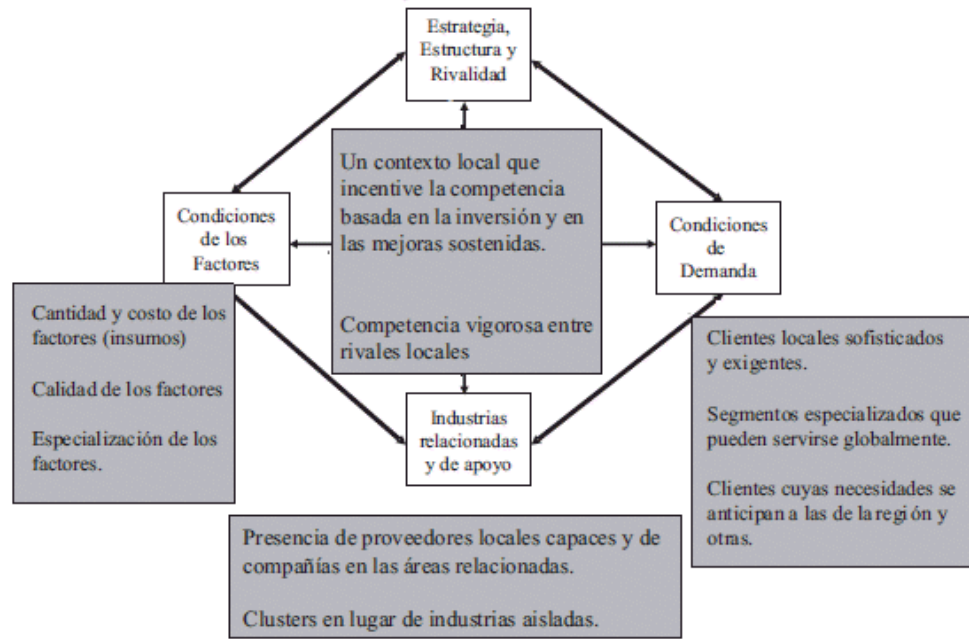 Estrategia,
Estructura y
Rivalidad
Un contexto local que
incentive la competencia
basada en la inversión y en
las mejoras sostenidas.
Competencia vigorosa entre
rivales locales
Condiciones
de los
Factores
Condiciones
de
Demanda
Cantidad y costo de los
factores (insumos)
Calidad de los factores
Especialización de los
factores.
Industrias
relacionadas
y de apoyo
Clientes locales sofisticados
y exigentes.
Segmentos especializados que
pueden servirse globalmente.
Clientes cuyas necesidades se
anticipan a las de la región y
otras.
Presencia de proveedores locales capaces y de
compañías en las áreas relacionadas.
Clusters en lugar de industrias aisladas.